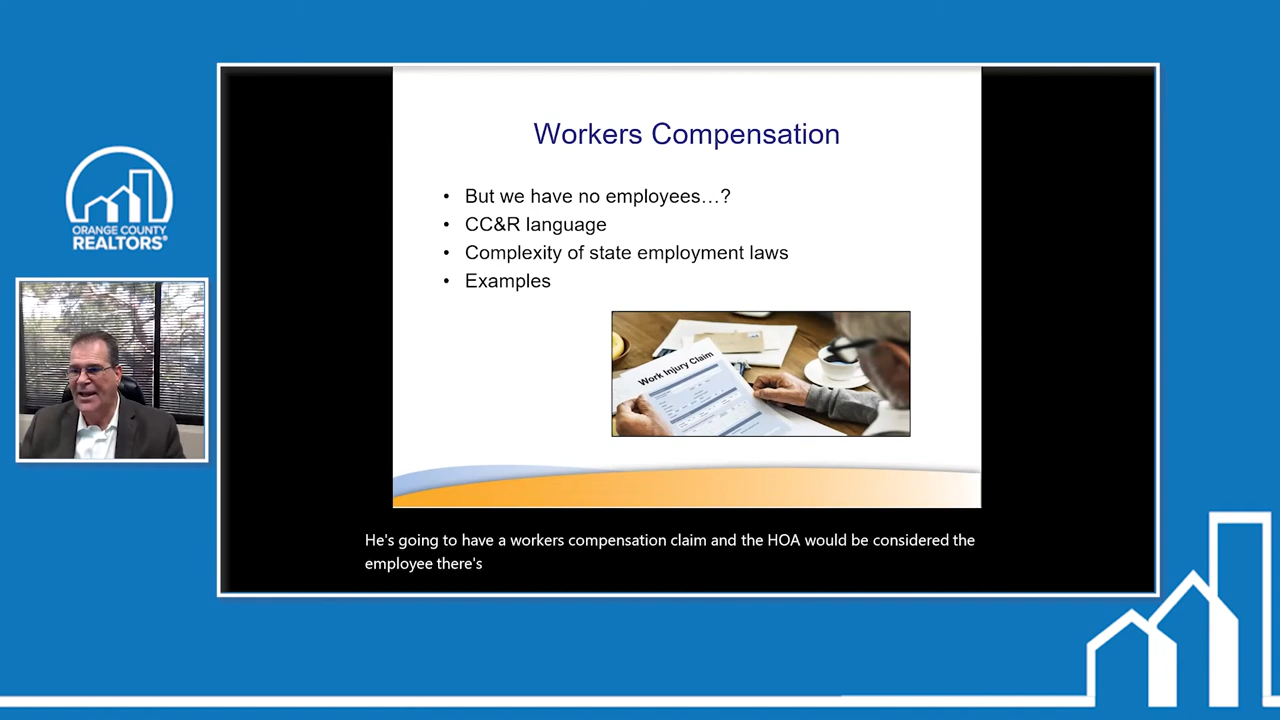 ORANGE COUNTY
REALTORS®
Workers Compensation
• But we have no employees…?
• CC&R language
• Complexity of state employment laws
• Examples
Work Injury Claim
He's going to have a workers compensation claim and the HOA would be considered the
employee there's